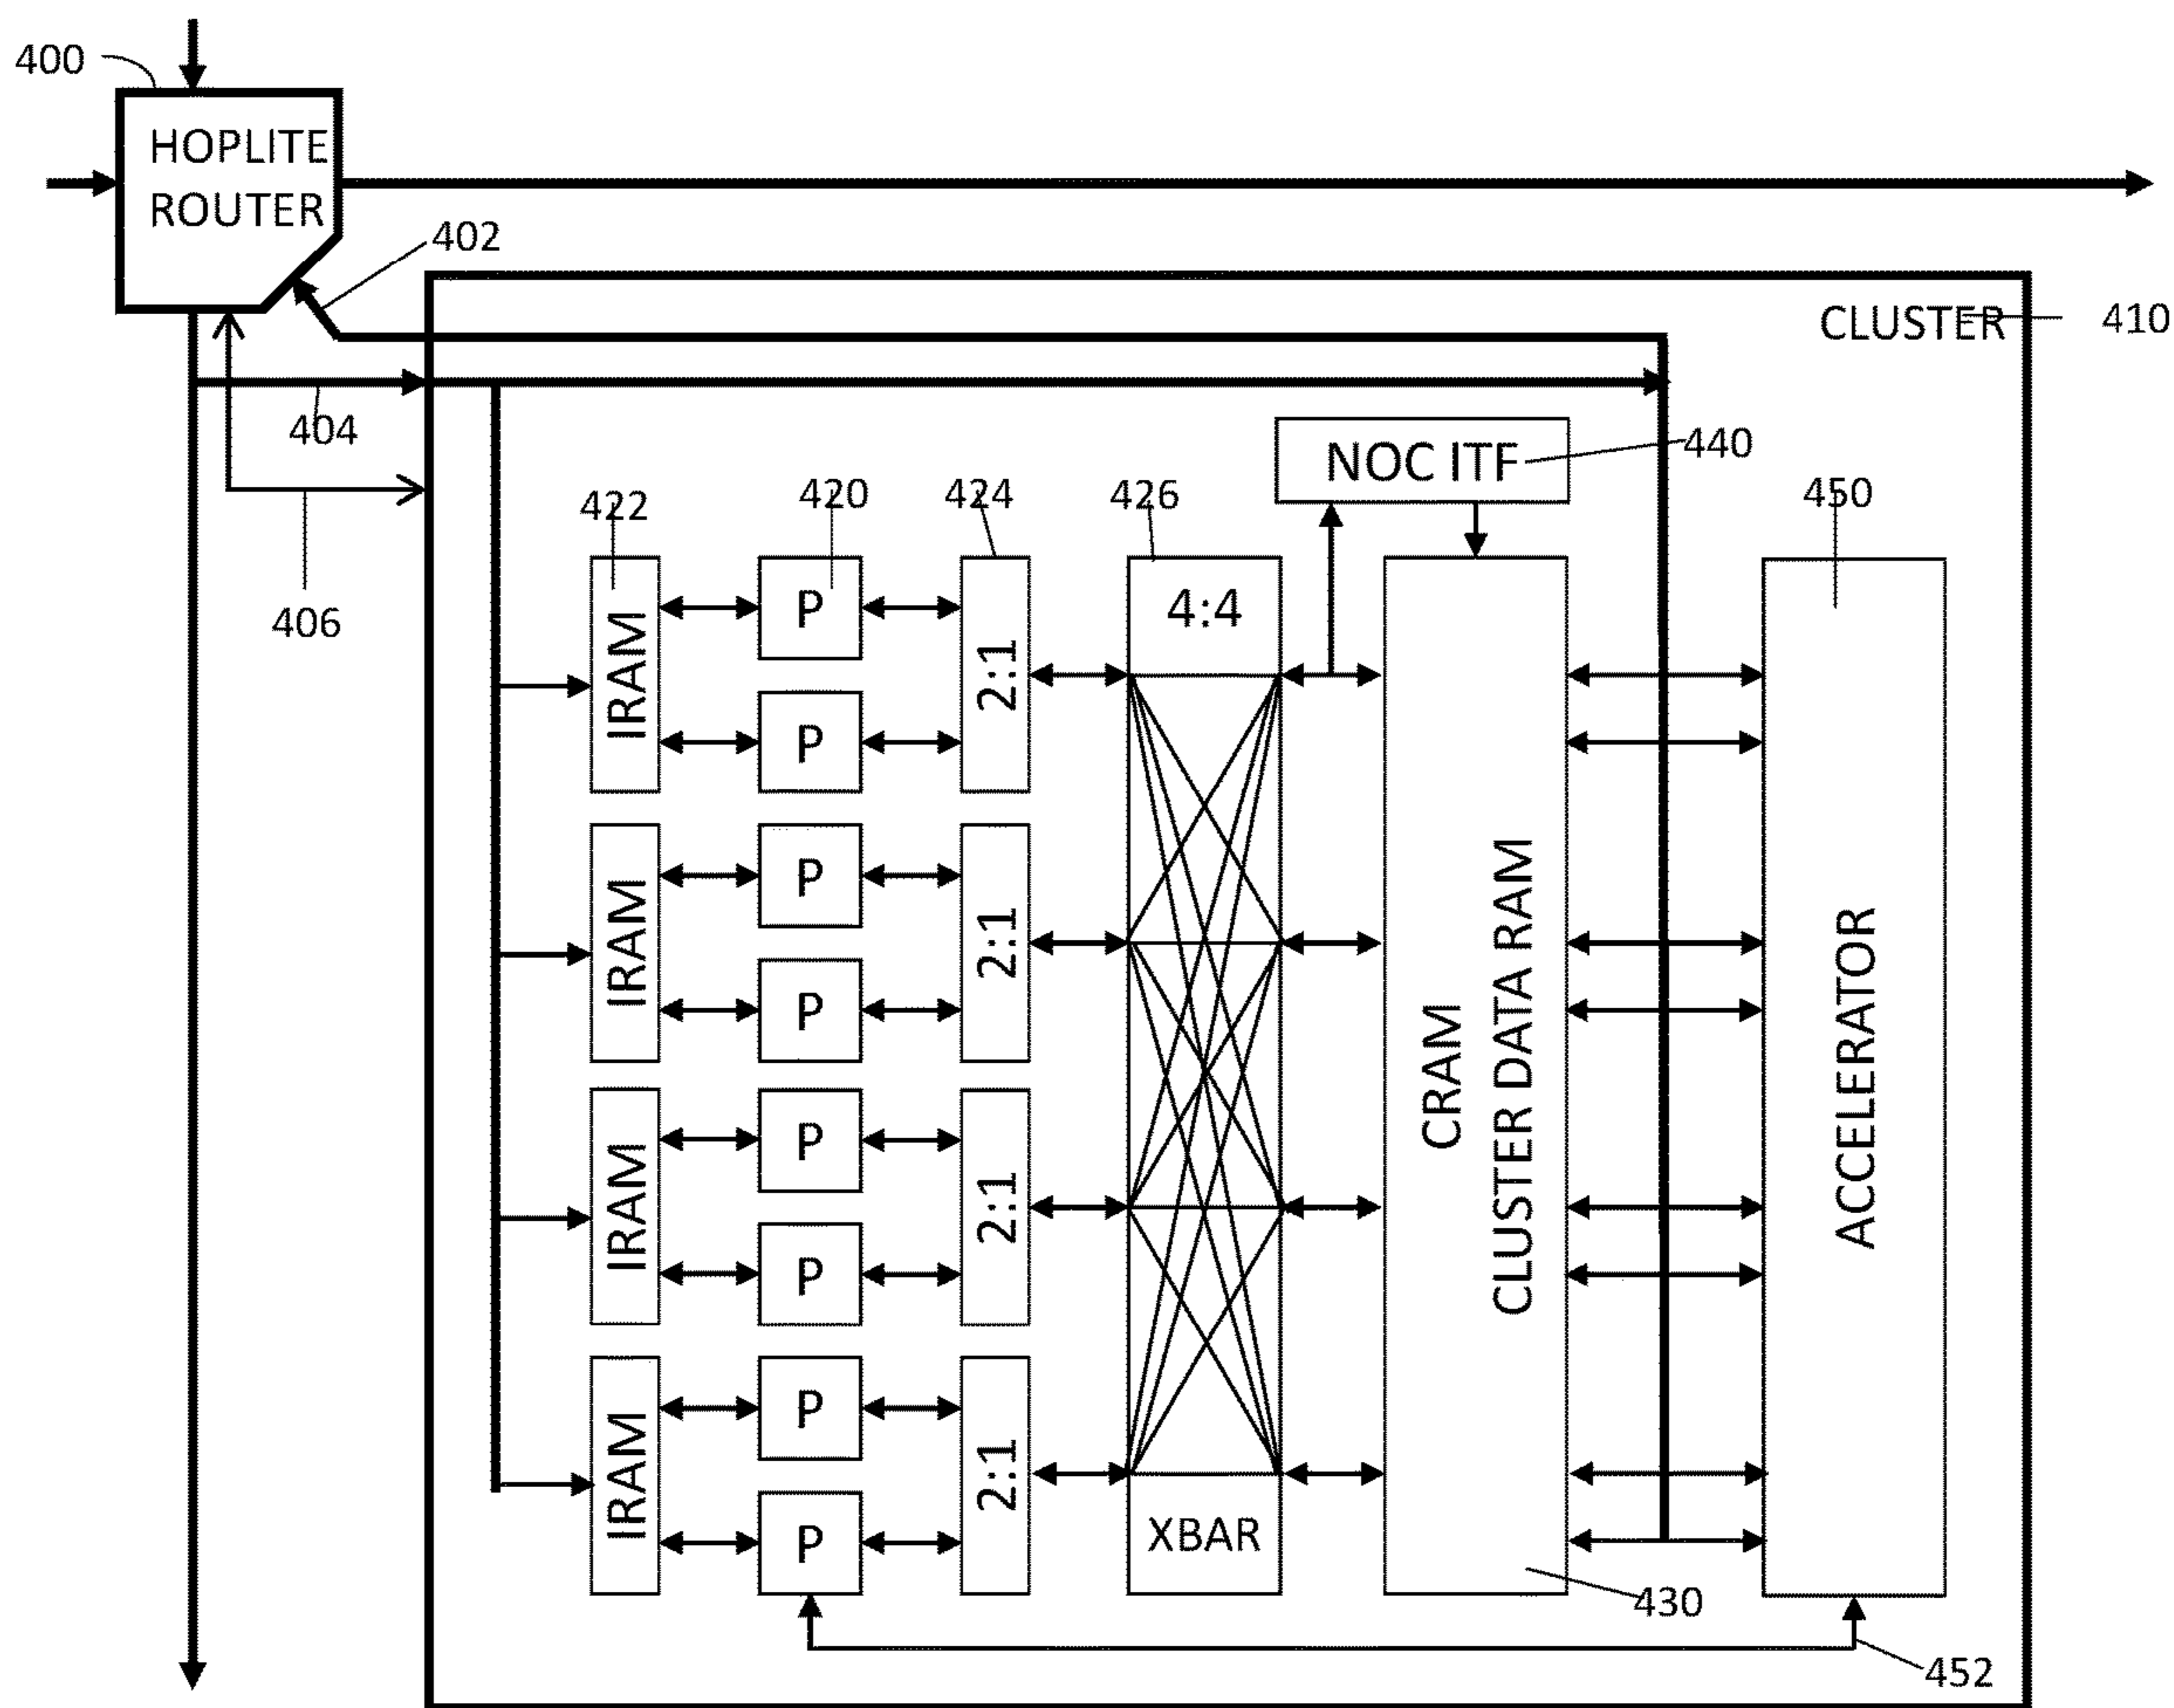 400
HOPLITE
ROUTER
402
CLUSTER
410
404
NOC ITF
440
422
420
424
426
450
406
4:4
IRAM
P
P
2:1
IRAM
P
P
2:1
IRAM
P
P
2:1
IRAM
P
P
2:1
XBAR
CRAM
CLUSTER DATA RAM
ACCELERATOR
430
452